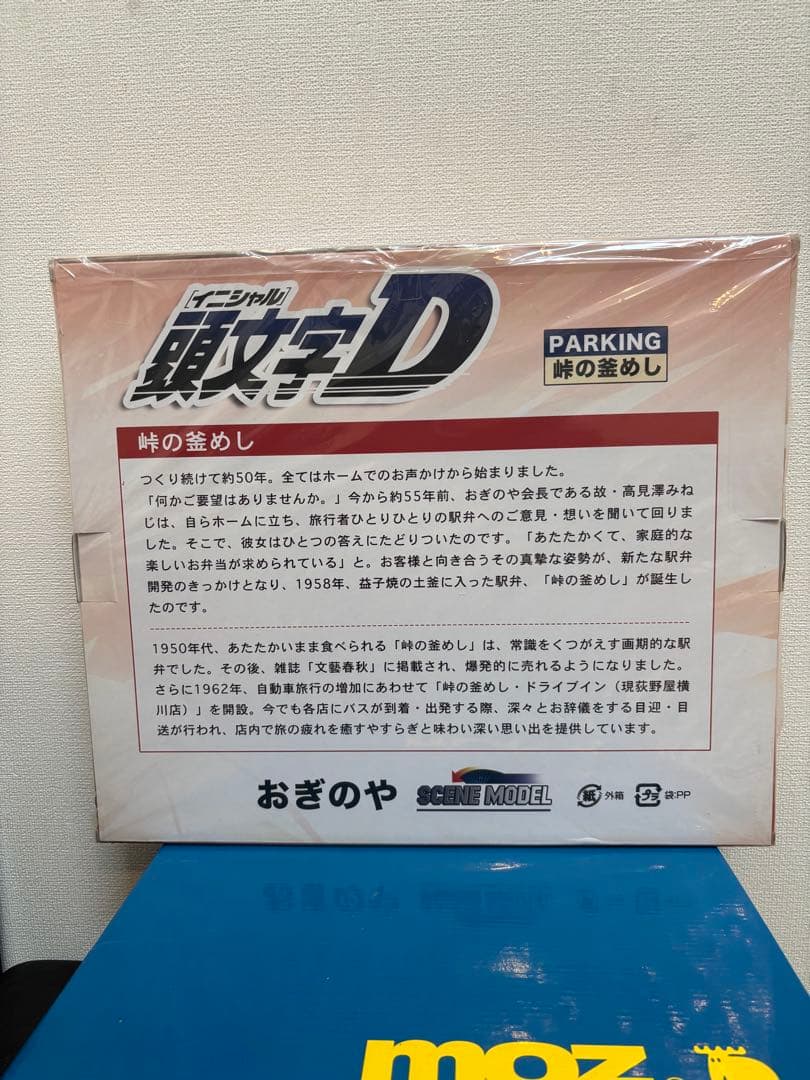 [イニシャル]
頭文字D
PARKING
峠の釜めし
峠の釜めし
つくり続けて約50年。全てはホームでのお声かけから始まりました。
「何かご要望はありませんか。」今から約55年前、おぎのや会長である故・高見澤みね
じは、自らホームに立ち、旅行者ひとりひとりの駅弁へのご意見・想いを聞いて回りま
した。そこで、彼女はひとつの答えにたどりついたのです。「あたたかくて、家庭的な
楽しいお弁当が求められている」と。お客様と向き合うその真摯な姿勢が、新たな駅弁
開発のきっかけとなり、1958年、益子焼の土釜に入った駅弁、「峠の釜めし」が誕生し
たのです。
1950年代、あたたかいまま食べられる「峠の釜めし」は、常識をくつがえす画期的な駅
弁でした。その後、雑誌「文藝春秋」に掲載され、爆発的に売れるようになりました。
さらに1962年、自動車旅行の増加にあわせて「峠の釜めし・ドライブイン（現荻野屋横
川店）」を開設。今でも各店にバスが到着・出発する際、深々とお辞儀をする目迎・目
送が行われ、店内で旅の疲れを癒すやすらぎと味わい深い思い出を提供しています。
おぎのや
SCENE MODEL
紙 外箱
プラ 袋:PP
moz